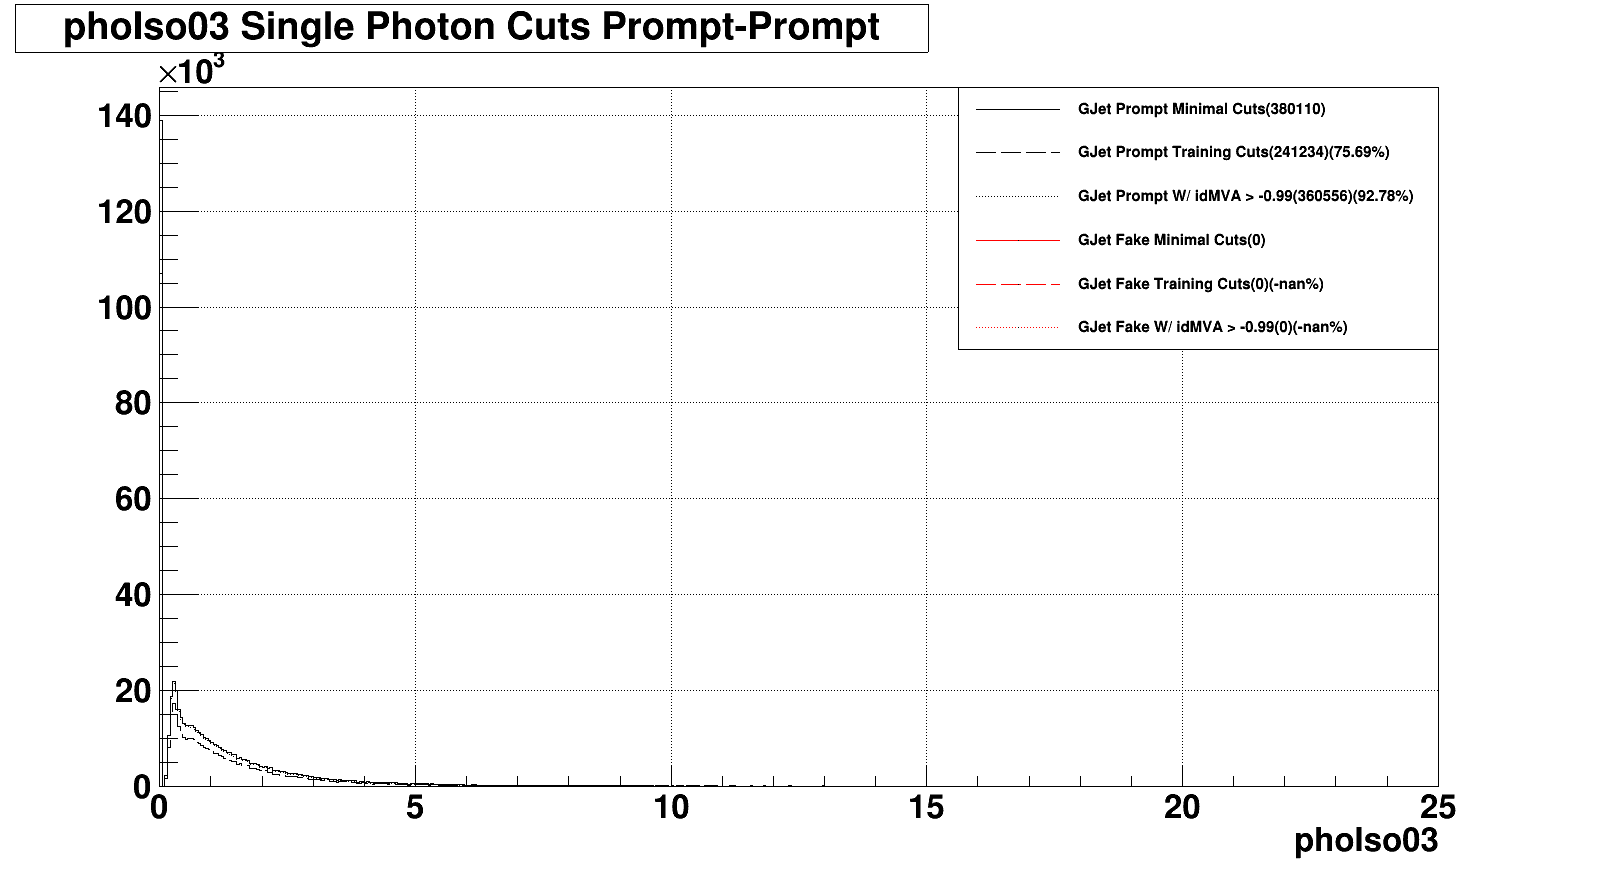 phoIso03 Single Photon Cuts Prompt-Prompt
×10³
140
120
100
80
60
40
20
0
0 5 10 15 20 25
phoIso03
GJet Prompt Minimal Cuts(380110)
GJet Prompt Training Cuts(241234)(75.69%)
GJet Prompt W/ idMVA > -0.99(360556)(92.78%)
GJet Fake Minimal Cuts(0)
GJet Fake Training Cuts(0)(-nan%)
GJet Fake W/ idMVA > -0.99(0)(-nan%)